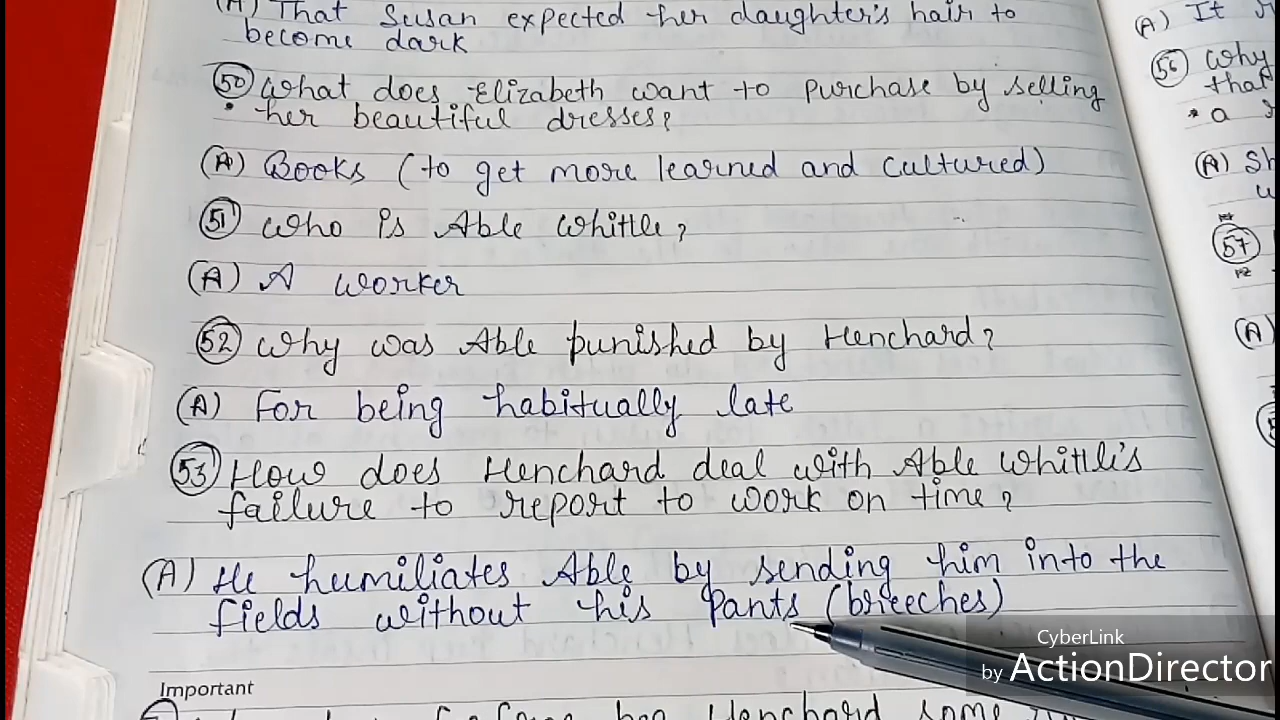 (A) That Susan expected her daughter's hair to
become dark
50 What does Elizabeth want to purchase by selling
her beautiful dresses?
(A) Books (to get more learned and cultured)
51 Who is Able Whittle?
(A) A worker
52 Why was Able punished by Henchard?
(A) For being habitually late
53 How does Henchard deal with Able Whittle's
failure to report to work on time?
(A) He humiliates Able by sending him into the
fields without his Pants (breeches)
Important
has Henchard some
(A) It
56 Why
that
* a
(A) Sh
57
(A)
CyberLink
by ActionDirector